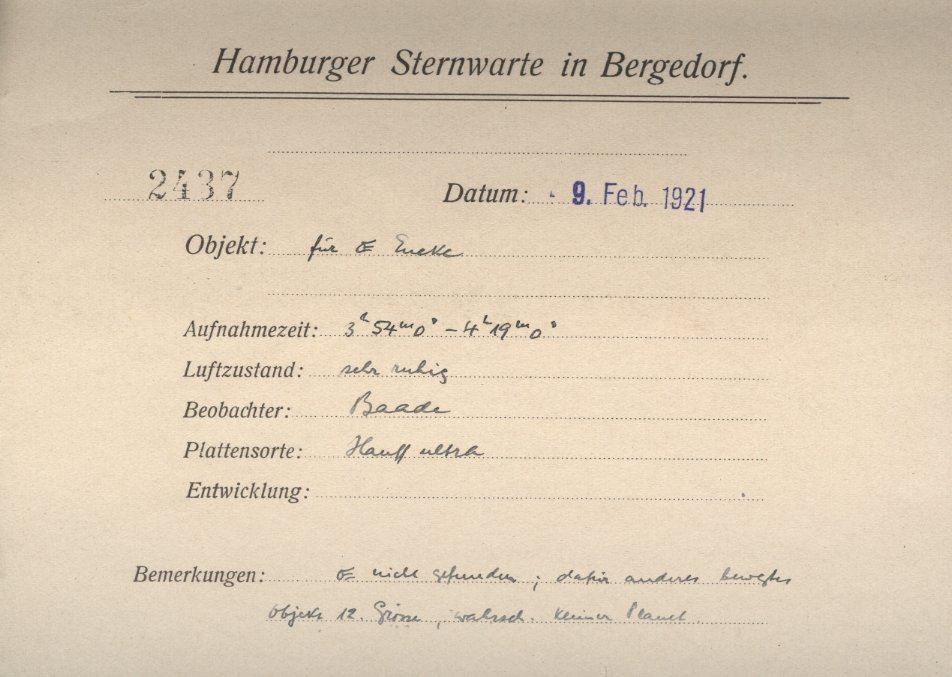 Hamburger Sternwarte in Bergedorf.
2437 Datum: 9. Feb. 1921
Objekt: für ☄ Encke
Aufnahmezeit: 3ʰ 54ᵐ 0ˢ – 4ʰ 19ᵐ 0ˢ
Luftzustand: sehr ruhig
Beobachter: Baade
Plattensorte: Hauff ultra
Entwicklung:
Bemerkungen: ☄ nicht gefunden; dafür anderes bewegtes
Objekt 12. Grösse, wahrsch. kleiner Planet.